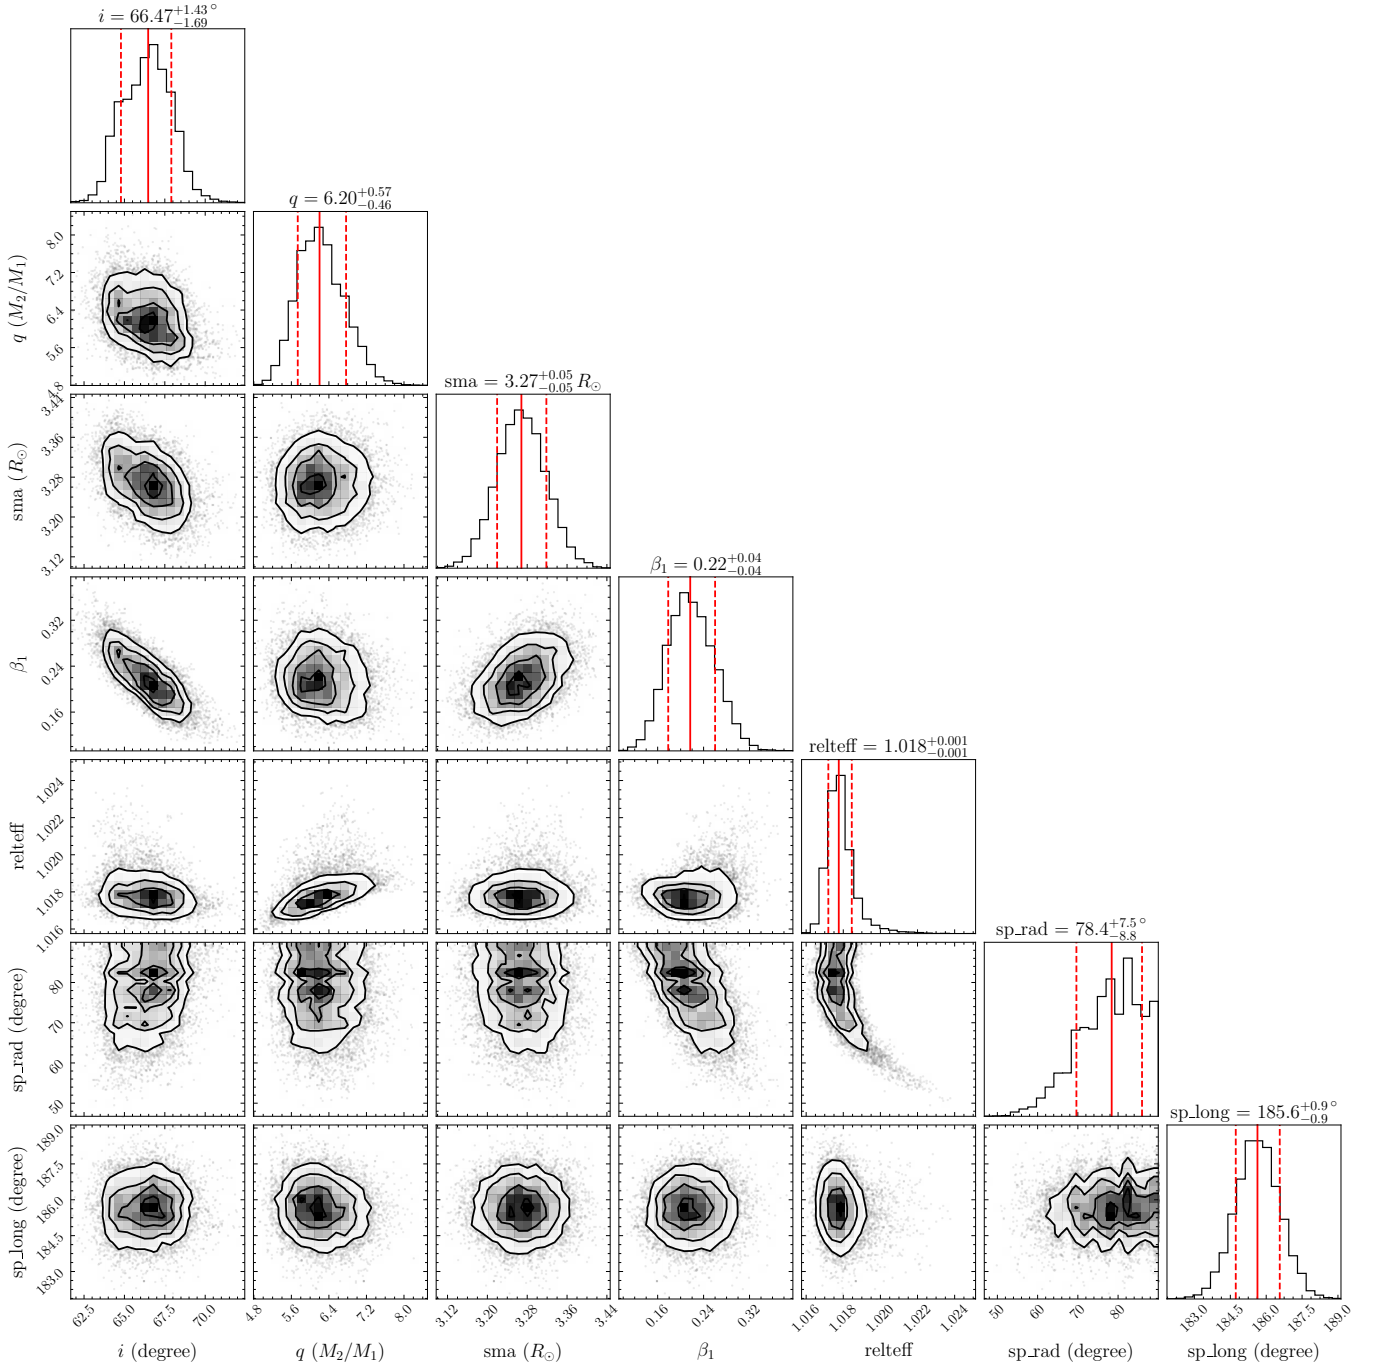 i = 66.47 +1.43 −1.69 °
q = 6.20 +0.57 −0.46
q (M2/M1)
8.0
7.2
6.4
5.6
4.8
sma = 3.27 +0.05 −0.05 R⊙
sma (R⊙)
3.44
3.36
3.28
3.20
3.12
β1 = 0.22 +0.04 −0.04
β1
0.32
0.24
0.16
relteff = 1.018 +0.001 −0.001
relteff
1.024
1.022
1.020
1.018
1.016
sp_rad = 78.4 +7.5 −8.8 °
sp_rad (degree)
80
70
60
50
sp_long = 185.6 +0.9 −0.9 °
sp_long (degree)
189.0
187.5
186.0
184.5
183.0
62.5 65.0 67.5 70.0
4.8 5.6 6.4 7.2 8.0
3.12 3.20 3.28 3.36 3.44
0.16 0.24 0.32
1.016 1.018 1.020 1.022 1.024
50 60 70 80
183.0 184.5 186.0 187.5 189.0
i (degree)
q (M2/M1)
sma (R⊙)
β1
relteff
sp_rad (degree)
sp_long (degree)